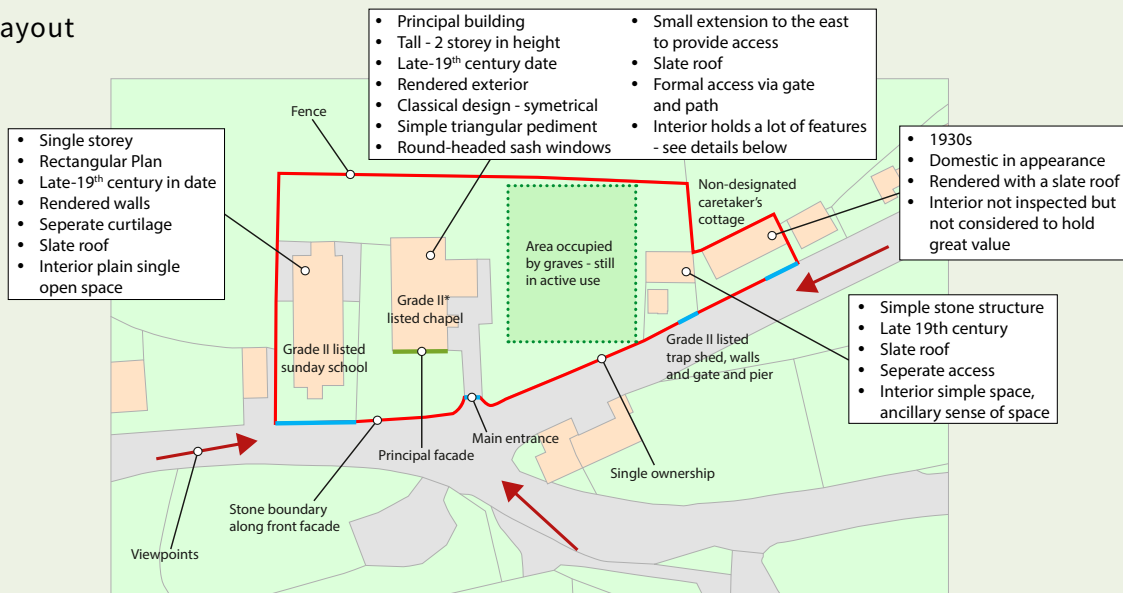 ayout
• Principal building
• Tall - 2 storey in height
• Late-19th century date
• Rendered exterior
• Classical design - symetrical
• Simple triangular pediment
• Round-headed sash windows
• Small extension to the east
to provide access
• Slate roof
• Formal access via gate
and path
• Interior holds a lot of features
- see details below
Fence
• Single storey
• Rectangular Plan
• Late-19th century in date
• Rendered walls
• Seperate curtilage
• Slate roof
• Interior plain single
open space
• 1930s
• Domestic in appearance
• Rendered with a slate roof
• Interior not inspected but
not considered to hold
great value
Non-designated
caretaker's
cottage
Area occupied
by graves - still
in active use
Grade II*
listed chapel
Grade II listed
sunday school
Grade II listed
trap shed, walls
and gate and pier
• Simple stone structure
• Late 19th century
• Slate roof
• Seperate access
• Interior simple space,
ancillary sense of space
Main entrance
Principal facade
Single ownership
Stone boundary
along front facade
Viewpoints